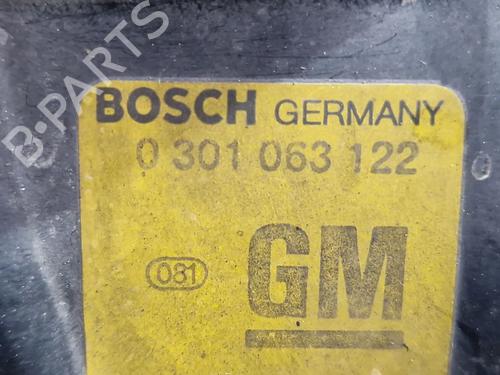 B-PARTS
BOSCH GERMANY
0 301 063 122
081
GM